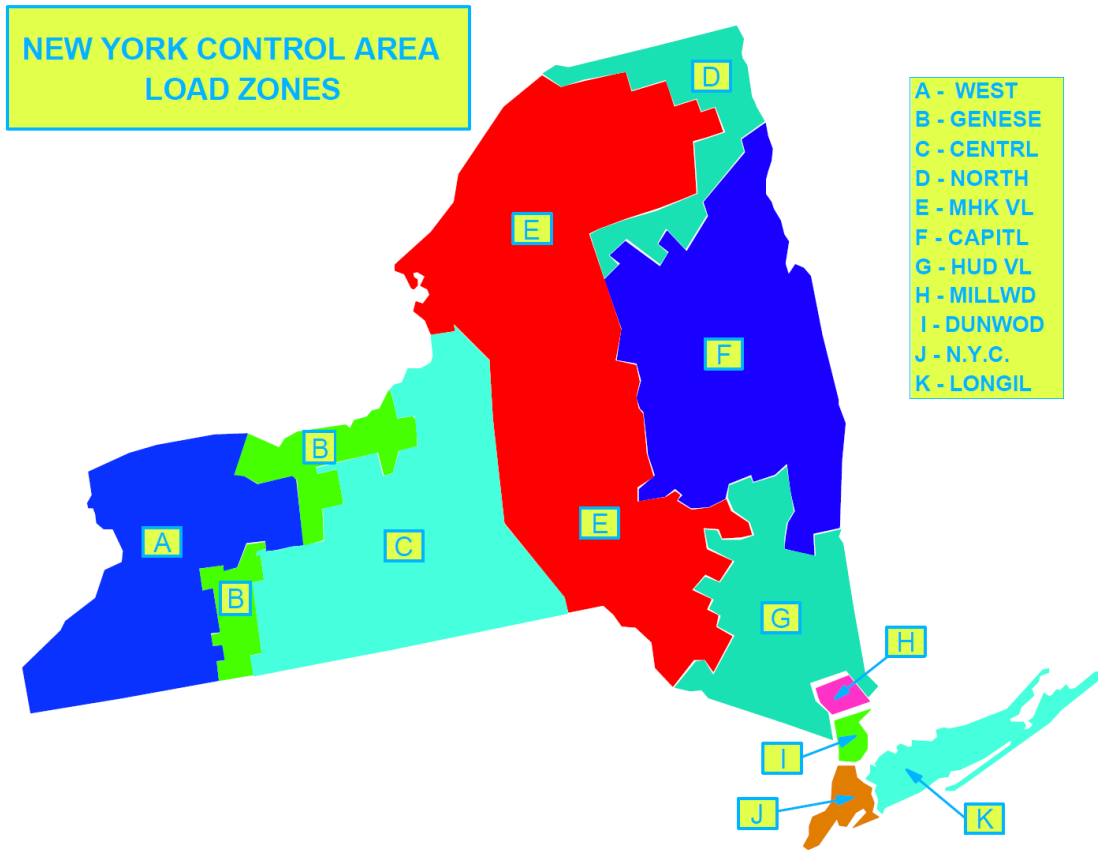 NEW YORK CONTROL AREA
LOAD ZONES
A - WEST
B - GENESE
C - CENTRL
D - NORTH
E - MHK VL
F - CAPITL
G - HUD VL
H - MILLWD
I - DUNWOD
J - N.Y.C.
K - LONGIL
D
E
F
B
E
A
C
B
G
H
I
J
K